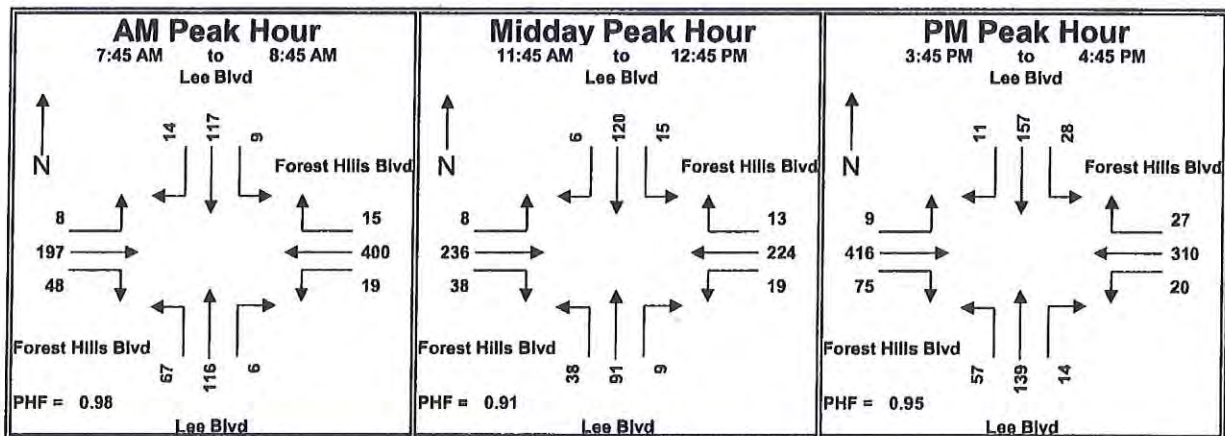 AM Peak Hour
7:45 AM to 8:45 AM
Lee Blvd
N
14 117 9
Forest Hills Blvd
8 15
197 400
48 19
Forest Hills Blvd
67 116 6
PHF = 0.98
Lee Blvd
Midday Peak Hour
11:45 AM to 12:45 PM
Lee Blvd
N
6 120 15
Forest Hills Blvd
8 13
236 224
38 19
Forest Hills Blvd
38 91 9
PHF = 0.91
Lee Blvd
PM Peak Hour
3:45 PM to 4:45 PM
Lee Blvd
N
11 157 28
Forest Hills Blvd
9 27
416 310
75 20
Forest Hills Blvd
57 139 14
PHF = 0.95
Lee Blvd